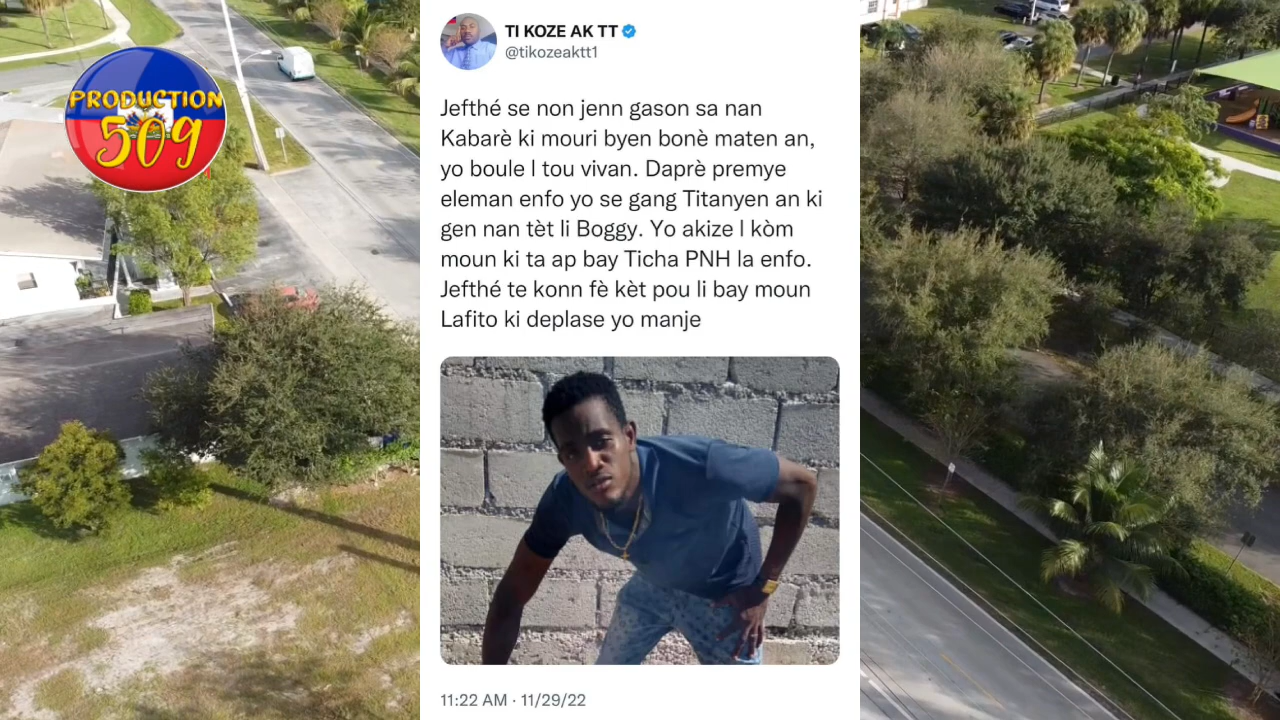 PRODUCTION
509
TI KOZE AK TT
@tikozeaktt1
Jefthé se non jenn gason sa nan
Kabarè ki mouri byen bonè maten an,
yo boule l tou vivan. Daprè premye
eleman enfo yo se gang Titanyen an ki
gen nan tèt li Boggy. Yo akize l kòm
moun ki ta ap bay Ticha PNH la enfo.
Jefthé te konn fè kèt pou li bay moun
Lafito ki deplase yo manje
11:22 AM · 11/29/22